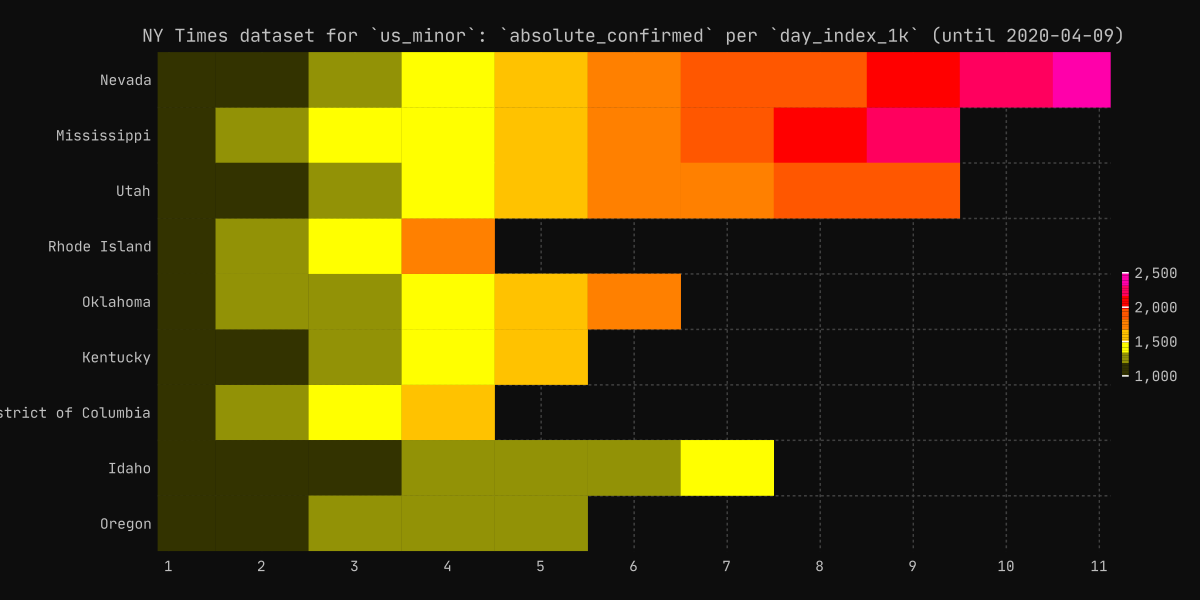 NY Times dataset for `us_minor`: `absolute_confirmed` per `day_index_1k` (until 2020-04-09)
Nevada
Mississippi
Utah
Rhode Island
Oklahoma
Kentucky
strict of Columbia
Idaho
Oregon
1 2 3 4 5 6 7 8 9 10 11
2,500
2,000
1,500
1,000